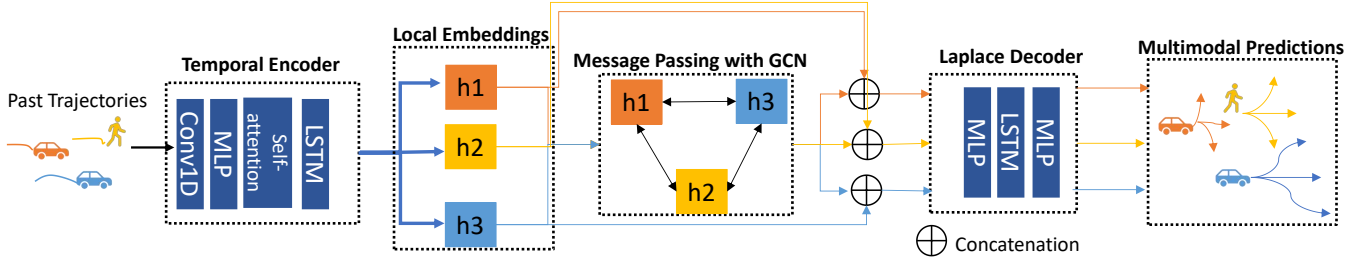 Past Trajectories
Temporal Encoder
Conv1D
MLP
Self-
attention
LSTM
Local Embeddings
h1
h2
h3
Message Passing with GCN
h1
h3
h2
Laplace Decoder
MLP
LSTM
MLP
Concatenation
Multimodal Predictions